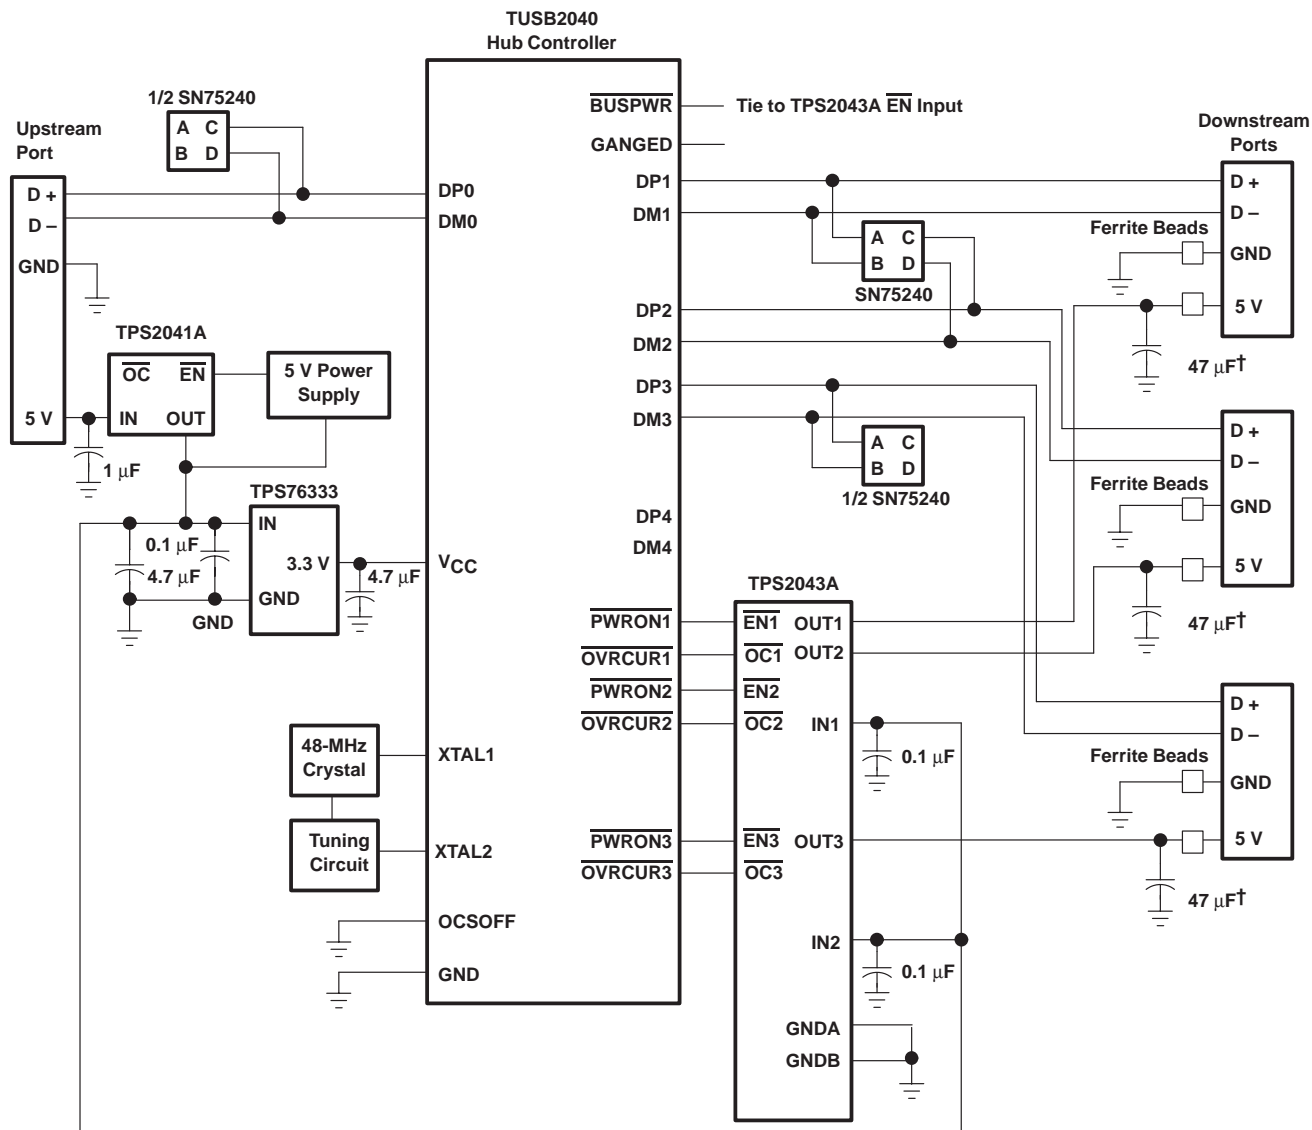 TUSB2040
Hub Controller
1/2 SN75240
A C
B D
Upstream
Port
D +
D –
GND
5 V
TPS2041A
OC EN
IN OUT
5 V Power
Supply
1 μF
TPS76333
IN
3.3 V
GND
0.1 μF
4.7 μF
GND
4.7 μF
48-MHz
Crystal
Tuning
Circuit
DP0
DM0
VCC
XTAL1
XTAL2
OCSOFF
GND
BUSPWR
Tie to TPS2043A EN Input
GANGED
DP1
DM1
DP2
DM2
DP3
DM3
DP4
DM4
PWRON1
OVRCUR1
PWRON2
OVRCUR2
PWRON3
OVRCUR3
A C
B D
SN75240
A C
B D
1/2 SN75240
TPS2043A
EN1 OUT1
OC1 OUT2
EN2
OC2 IN1
EN3 OUT3
OC3
IN2
GNDA
GNDB
0.1 μF
0.1 μF
Downstream
Ports
D +
D –
Ferrite Beads
GND
5 V
47 μF†
D +
D –
Ferrite Beads
GND
5 V
47 μF†
D +
D –
Ferrite Beads
GND
5 V
47 μF†